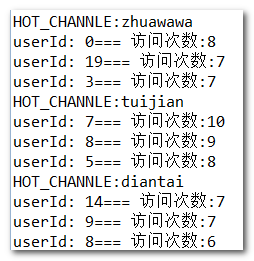 HOT_CHANNLE:zhuawawa
userId: 0=== 访问次数:8
userId: 19=== 访问次数:7
userId: 3=== 访问次数:7
HOT_CHANNLE:tuijian
userId: 7=== 访问次数:10
userId: 8=== 访问次数:9
userId: 5=== 访问次数:8
HOT_CHANNLE:diantai
userId: 14=== 访问次数:7
userId: 9=== 访问次数:7
userId: 8=== 访问次数:6